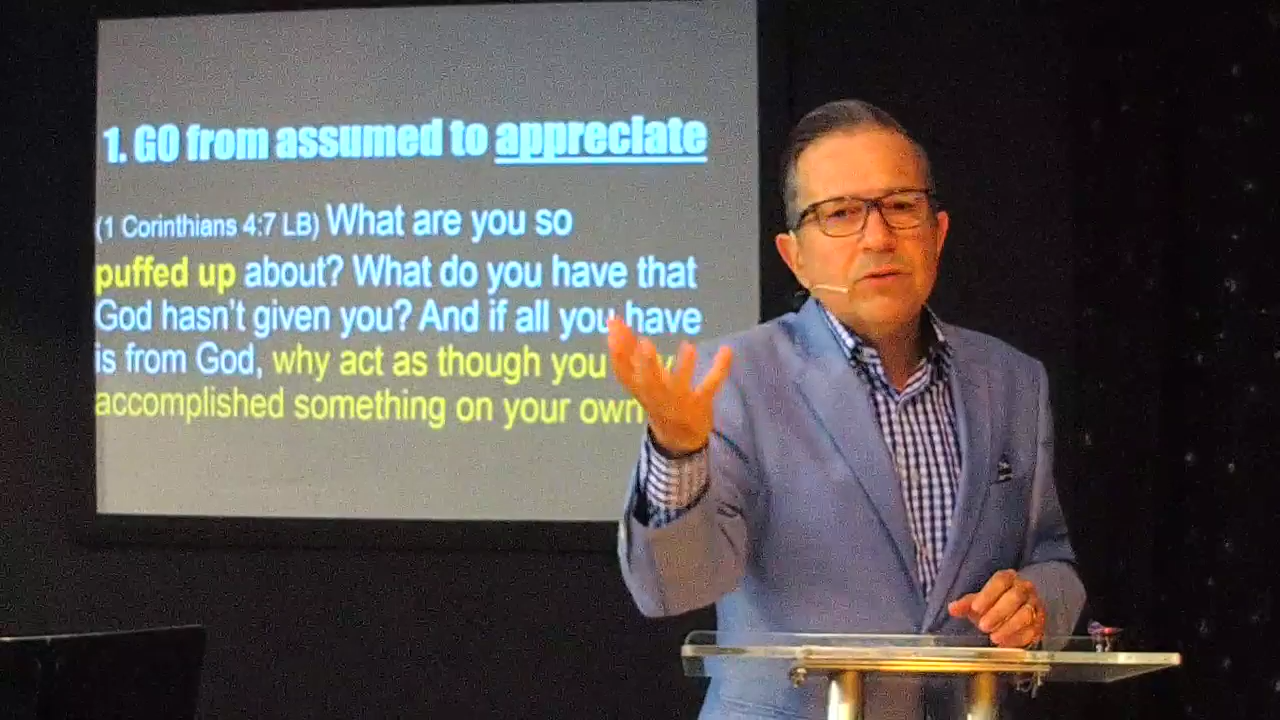 1. GO from assumed to appreciate
(1 Corinthians 4:7 LB) What are you so
puffed up about? What do you have that
God hasn't given you? And if all you have
is from God, why act as though you
accomplished something on your own